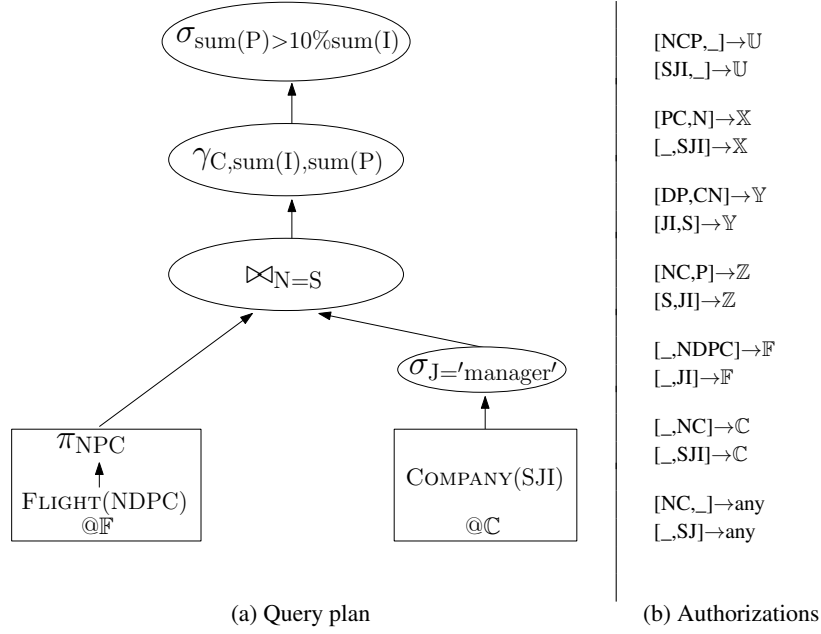 σsum(P)>10%sum(I)
γC,sum(I),sum(P)
⋈N=S
σJ='manager'
πNPC
FLIGHT(NDPC)
@𝔽
COMPANY(SJI)
@ℂ
(a) Query plan
[NCP,_]→𝕌
[SJI,_]→𝕌
[PC,N]→𝕏
[_,SJI]→𝕏
[DP,CN]→𝕐
[JI,S]→𝕐
[NC,P]→ℤ
[S,JI]→ℤ
[_,NDPC]→𝔽
[_,JI]→𝔽
[_,NC]→ℂ
[_,SJI]→ℂ
[NC,_]→any
[_,SJ]→any
(b) Authorizations